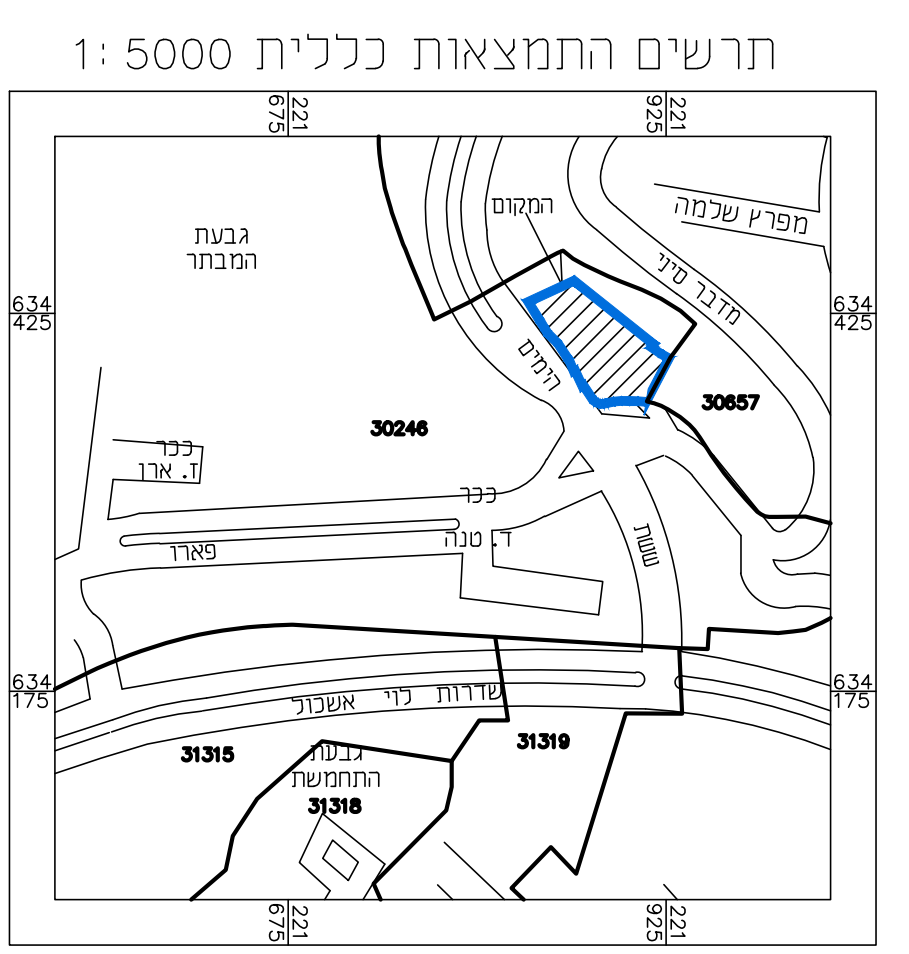 תרשים התמצאות כללית 1:5000
221
675
221
925
מפרץ שלמה
המקום
גבעת
המבתר
מדבר סיני
634
425
634
425
הימים
30657
30246
ככר
ז. ארן
ככר
ד. טנה
פארן
ששת
634
175
634
175
שדרות לוי אשכול
31319
31315
גבעת
התחמשת
31318
221
675
221
925